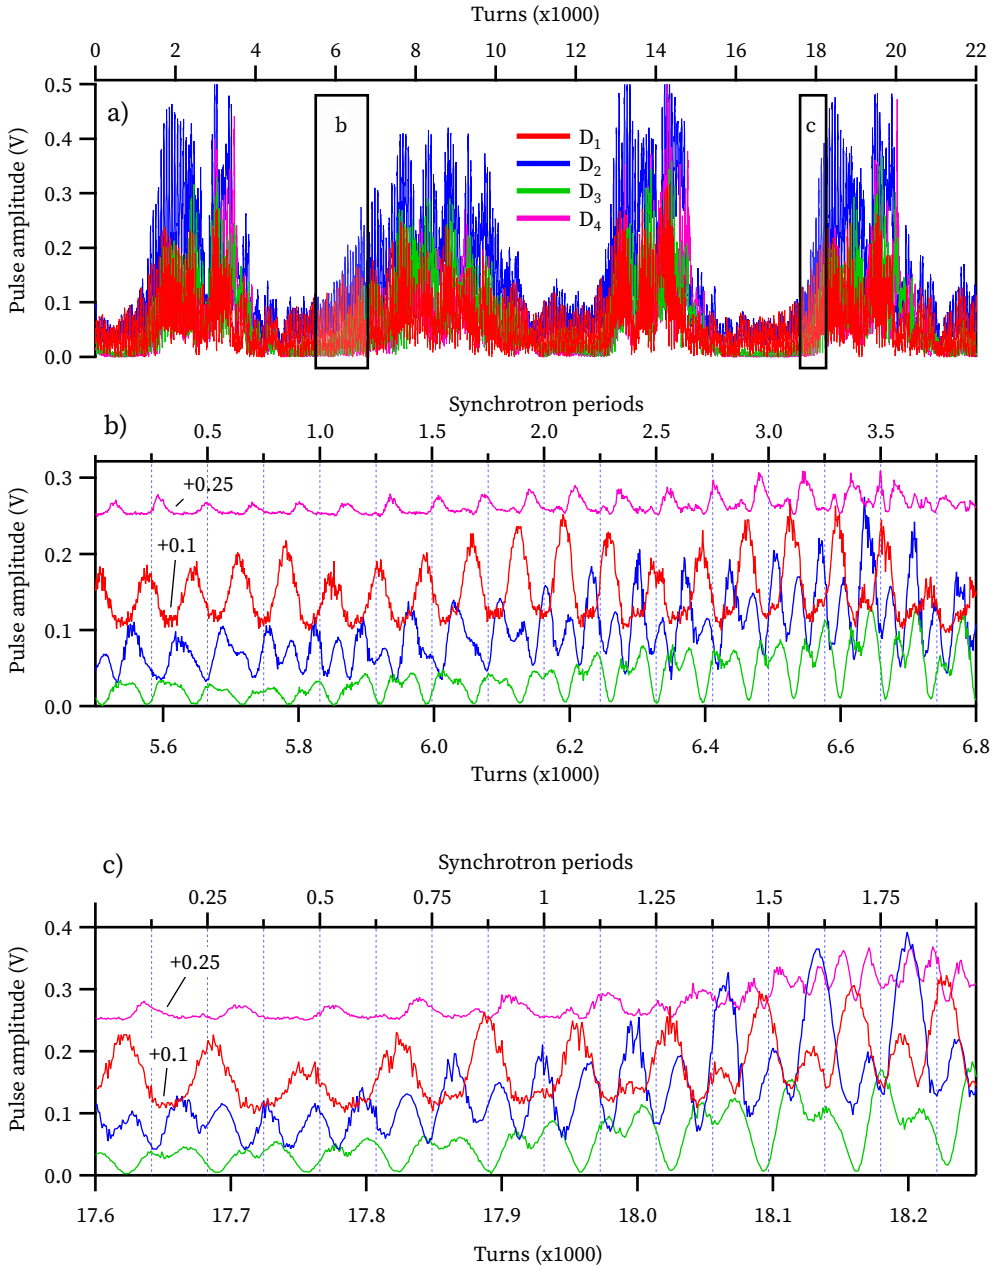 Turns (x1000)
0 2 4 6 8 10 12 14 16 18 20 22
a)
Pulse amplitude (V)
0.5
0.4
0.3
0.2
0.1
0.0
b
c
D1
D2
D3
D4
Synchrotron periods
b)
0.5 1.0 1.5 2.0 2.5 3.0 3.5
Pulse amplitude (V)
0.3
0.2
0.1
0.0
+0.25
+0.1
5.6 5.8 6.0 6.2 6.4 6.6 6.8
Turns (x1000)
c)
Synchrotron periods
0.25 0.5 0.75 1 1.25 1.5 1.75
Pulse amplitude (V)
0.4
0.3
0.2
0.1
0.0
+0.25
+0.1
17.6 17.7 17.8 17.9 18.0 18.1 18.2
Turns (x1000)